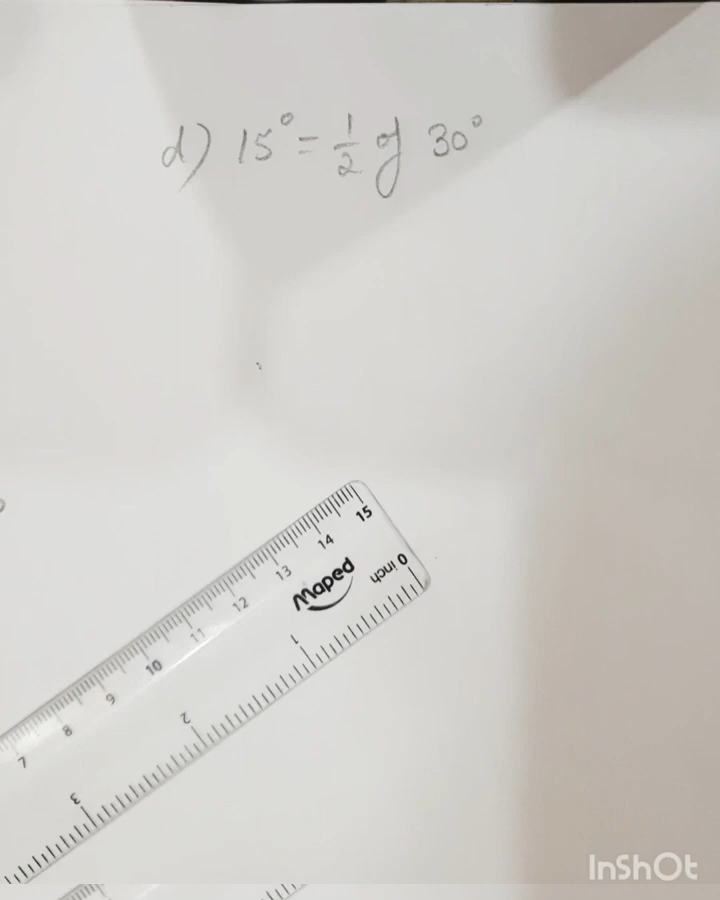 d) 15° = 1/2 of 30°
7 8 9 10 11 12 13 14 15
Maped
0 inch
1
2
3
InShOt